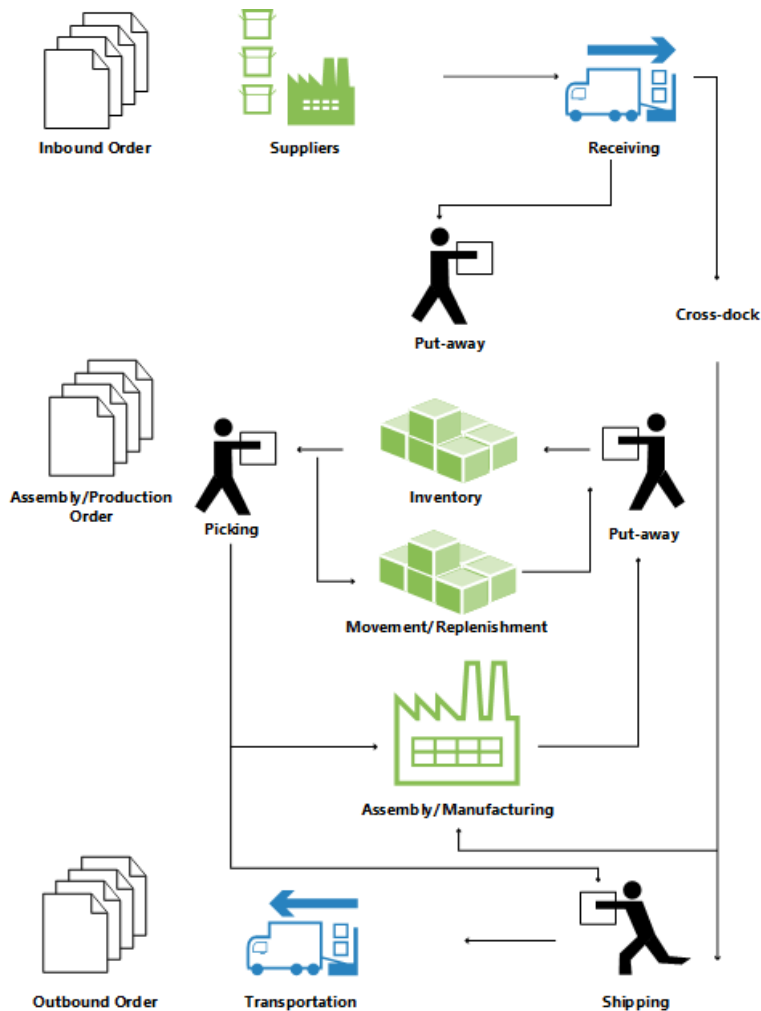 Inbound Order
Suppliers
Receiving
Put-away
Cross-dock
Assembly/Production
Order
Picking
Inventory
Put-away
Movement/Replenishment
Assembly/Manufacturing
Outbound Order
Transportation
Shipping